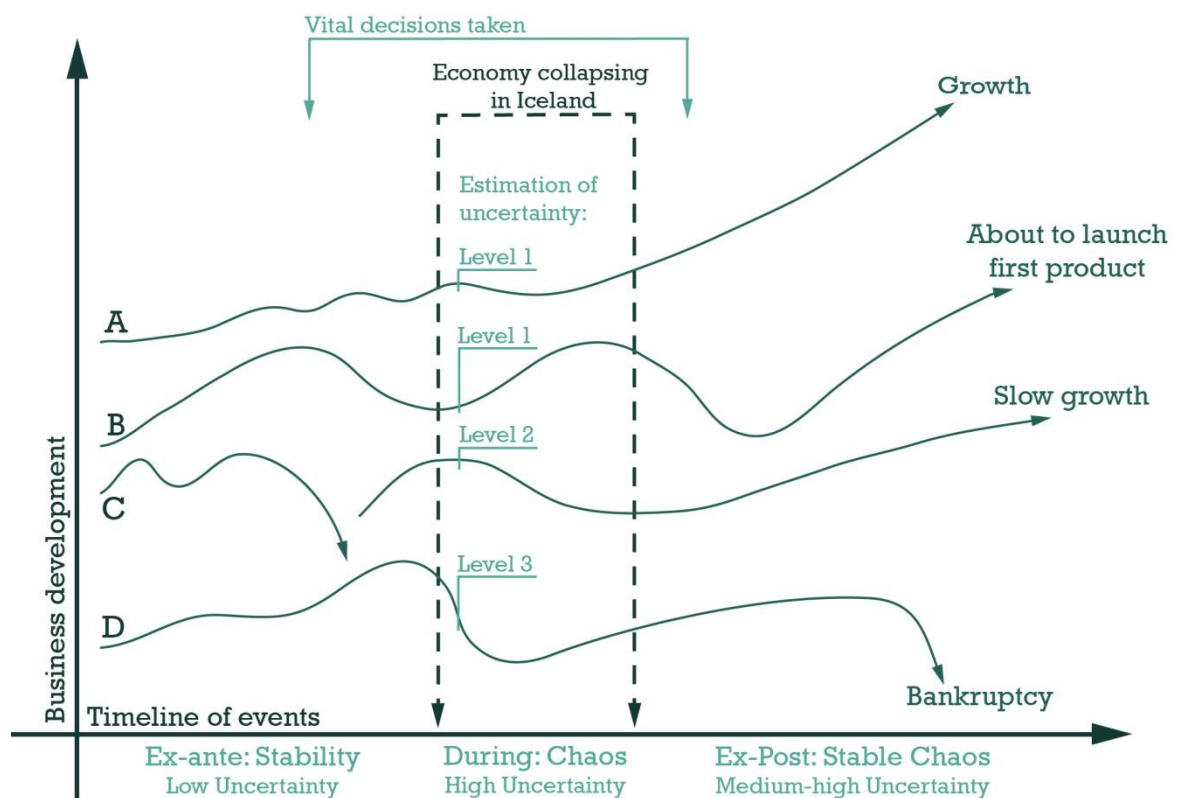 Vital decisions taken
Economy collapsing
in Iceland
Growth
Estimation of
uncertainty:
Level 1
About to launch
first product
A
Level 1
B
Slow growth
Level 2
C
Level 3
D
Bankruptcy
Business development
Timeline of events
Ex-ante: Stability
Low Uncertainty
During: Chaos
High Uncertainty
Ex-Post: Stable Chaos
Medium-high Uncertainty